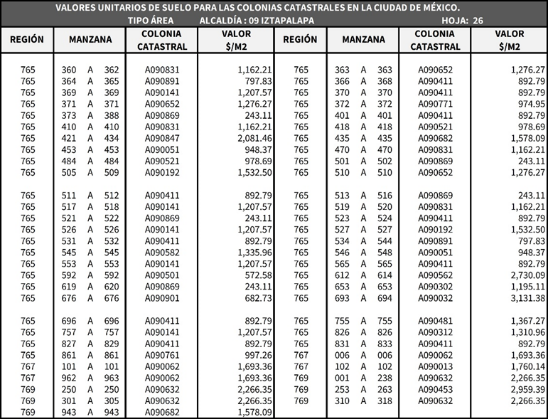 VALORES UNITARIOS DE SUELO PARA LAS COLONIAS CATASTRALES EN LA CIUDAD DE MÉXICO.
TIPO ÁREA ALCALDÍA : 09 IZTAPALAPA HOJA: 26
REGIÓN MANZANA COLONIA CATASTRAL VALOR $/M2 REGIÓN MANZANA COLONIA CATASTRAL VALOR $/M2
765 360 A 362 A090831 1,162.21 765 363 A 363 A090652 1,276.27
765 364 A 365 A090891 797.83 765 366 A 368 A090411 892.79
765 369 A 369 A090141 1,207.57 765 370 A 370 A090411 892.79
765 371 A 371 A090652 1,276.27 765 372 A 372 A090771 974.95
765 373 A 388 A090869 243.11 765 401 A 401 A090411 892.79
765 410 A 410 A090831 1,162.21 765 418 A 418 A090521 978.69
765 421 A 434 A090847 2,081.46 765 435 A 435 A090682 1,578.09
765 453 A 453 A090051 948.37 765 470 A 470 A090831 1,162.21
765 484 A 484 A090521 978.69 765 501 A 502 A090869 243.11
765 505 A 509 A090192 1,532.50 765 510 A 510 A090652 1,276.27
765 511 A 512 A090411 892.79 765 513 A 516 A090869 243.11
765 517 A 518 A090141 1,207.57 765 519 A 520 A090831 1,162.21
765 521 A 522 A090869 243.11 765 523 A 524 A090411 892.79
765 526 A 526 A090141 1,207.57 765 527 A 527 A090192 1,532.50
765 531 A 532 A090411 892.79 765 534 A 544 A090891 797.83
765 545 A 545 A090582 1,335.96 765 546 A 548 A090051 948.37
765 553 A 553 A090141 1,207.57 765 565 A 565 A090411 892.79
765 592 A 592 A090501 572.58 765 612 A 614 A090562 2,730.09
765 619 A 620 A090869 243.11 765 653 A 653 A090302 1,195.11
765 676 A 676 A090901 682.73 765 693 A 694 A090032 3,131.38
765 696 A 696 A090411 892.79 765 755 A 755 A090481 1,367.27
765 757 A 757 A090141 1,207.57 765 826 A 826 A090312 1,310.96
765 827 A 829 A090411 892.79 765 831 A 833 A090411 892.79
765 861 A 861 A090761 997.26 767 006 A 006 A090062 1,693.36
767 101 A 101 A090062 1,693.36 767 102 A 102 A090013 1,760.14
767 962 A 963 A090062 1,693.36 768 001 A 238 A090632 2,266.35
769 250 A 250 A090632 2,266.35 769 253 A 263 A090453 2,959.39
769 301 A 305 A090632 2,266.35 769 310 A 318 A090632 2,266.35
769 943 A 943 A090682 1,578.09